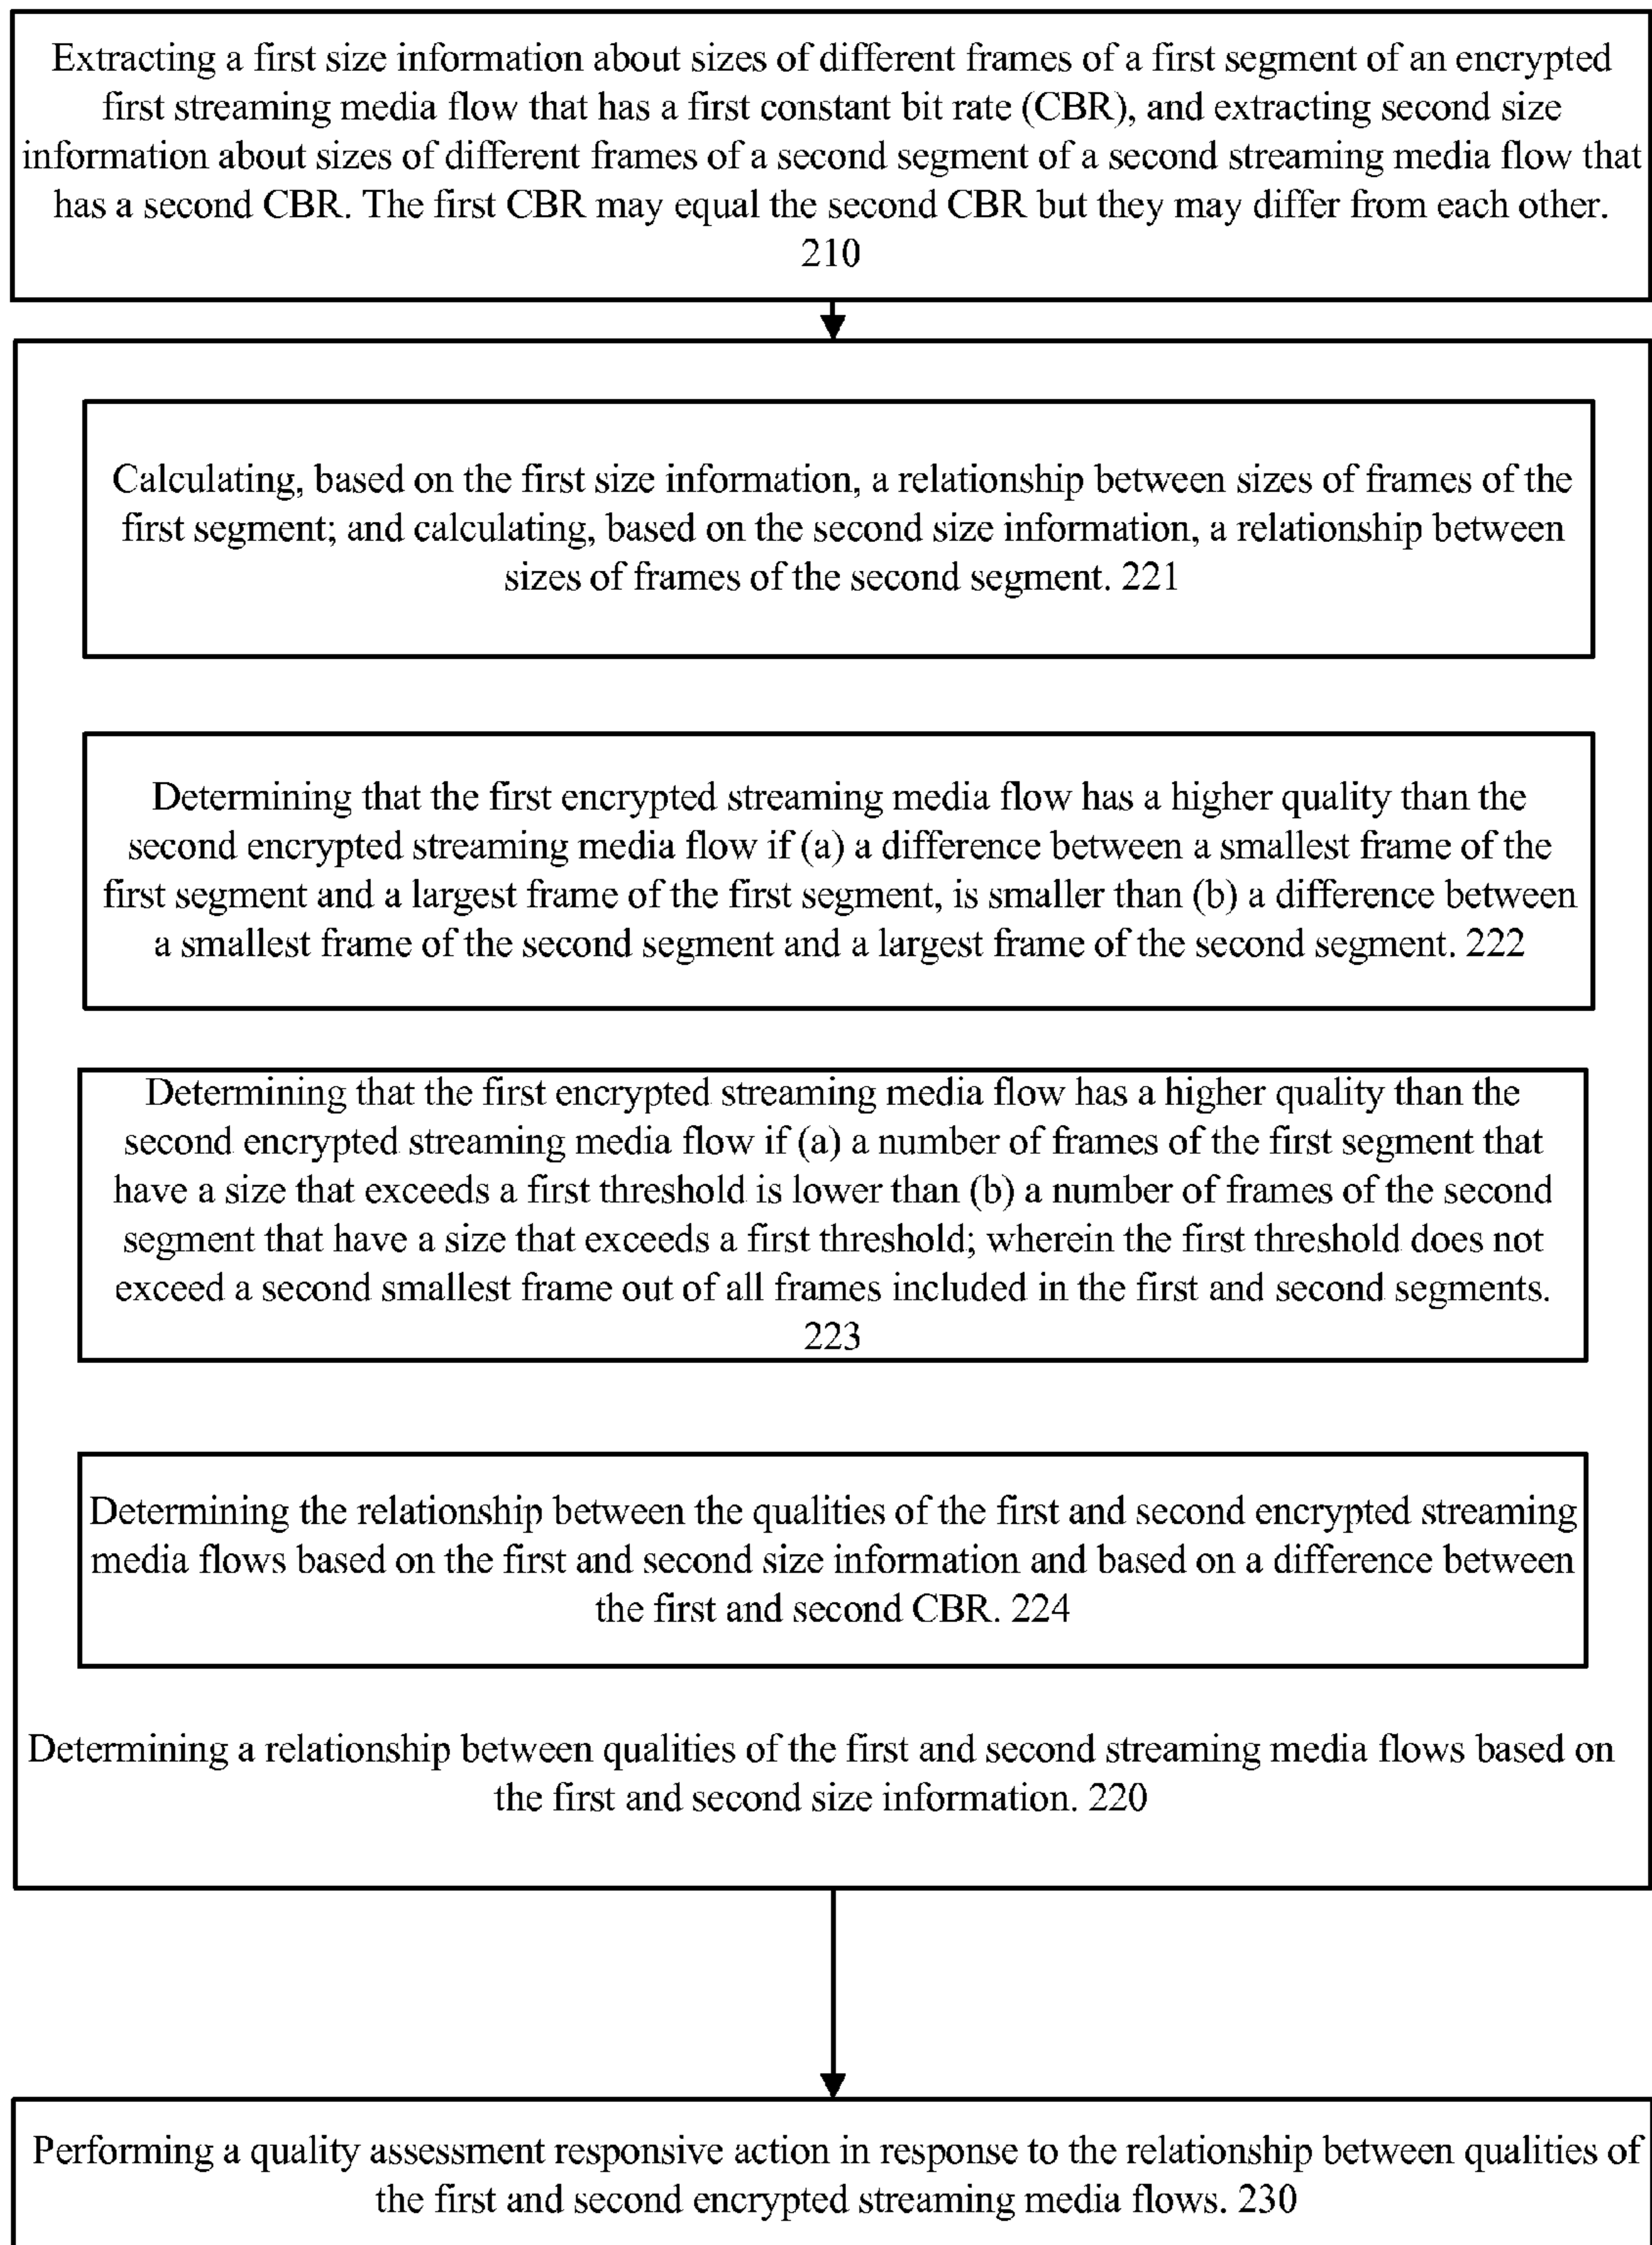 Extracting a first size information about sizes of different frames of a first segment of an encrypted
first streaming media flow that has a first constant bit rate (CBR), and extracting second size
information about sizes of different frames of a second segment of a second streaming media flow that
has a second CBR. The first CBR may equal the second CBR but they may differ from each other.
210
Calculating, based on the first size information, a relationship between sizes of frames of the
first segment; and calculating, based on the second size information, a relationship between
sizes of frames of the second segment. 221
Determining that the first encrypted streaming media flow has a higher quality than the
second encrypted streaming media flow if (a) a difference between a smallest frame of the
first segment and a largest frame of the first segment, is smaller than (b) a difference between
a smallest frame of the second segment and a largest frame of the second segment. 222
Determining that the first encrypted streaming media flow has a higher quality than the
second encrypted streaming media flow if (a) a number of frames of the first segment that
have a size that exceeds a first threshold is lower than (b) a number of frames of the second
segment that have a size that exceeds a first threshold; wherein the first threshold does not
exceed a second smallest frame out of all frames included in the first and second segments.
223
Determining the relationship between the qualities of the first and second encrypted streaming
media flows based on the first and second size information and based on a difference between
the first and second CBR. 224
Determining a relationship between qualities of the first and second streaming media flows based on
the first and second size information. 220
Performing a quality assessment responsive action in response to the relationship between qualities of
the first and second encrypted streaming media flows. 230